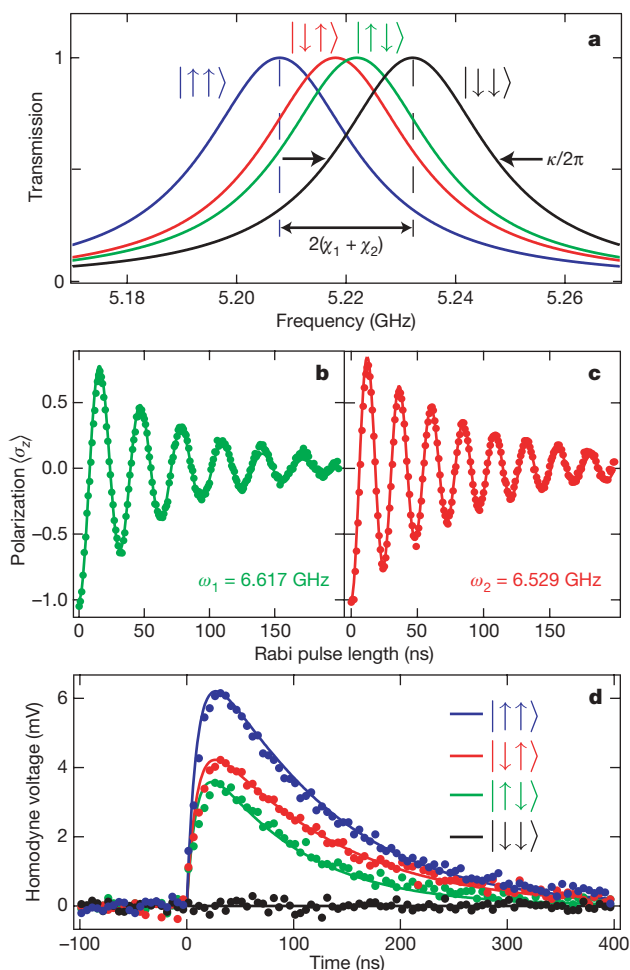 a
|↑↑⟩ |↓↑⟩ |↑↓⟩ |↓↓⟩
κ/2π
2(χ₁ + χ₂)
Transmission
1
0
5.18 5.20 5.22 5.24 5.26
Frequency (GHz)
b
c
Polarization ⟨σz⟩
0.5
0.0
−0.5
−1.0
ω₁ = 6.617 GHz
ω₂ = 6.529 GHz
0 50 100 150 0 50 100 150
Rabi pulse length (ns)
d
Homodyne voltage (mV)
6
4
2
0
|↑↑⟩
|↓↑⟩
|↑↓⟩
|↓↓⟩
−100 0 100 200 300 400
Time (ns)